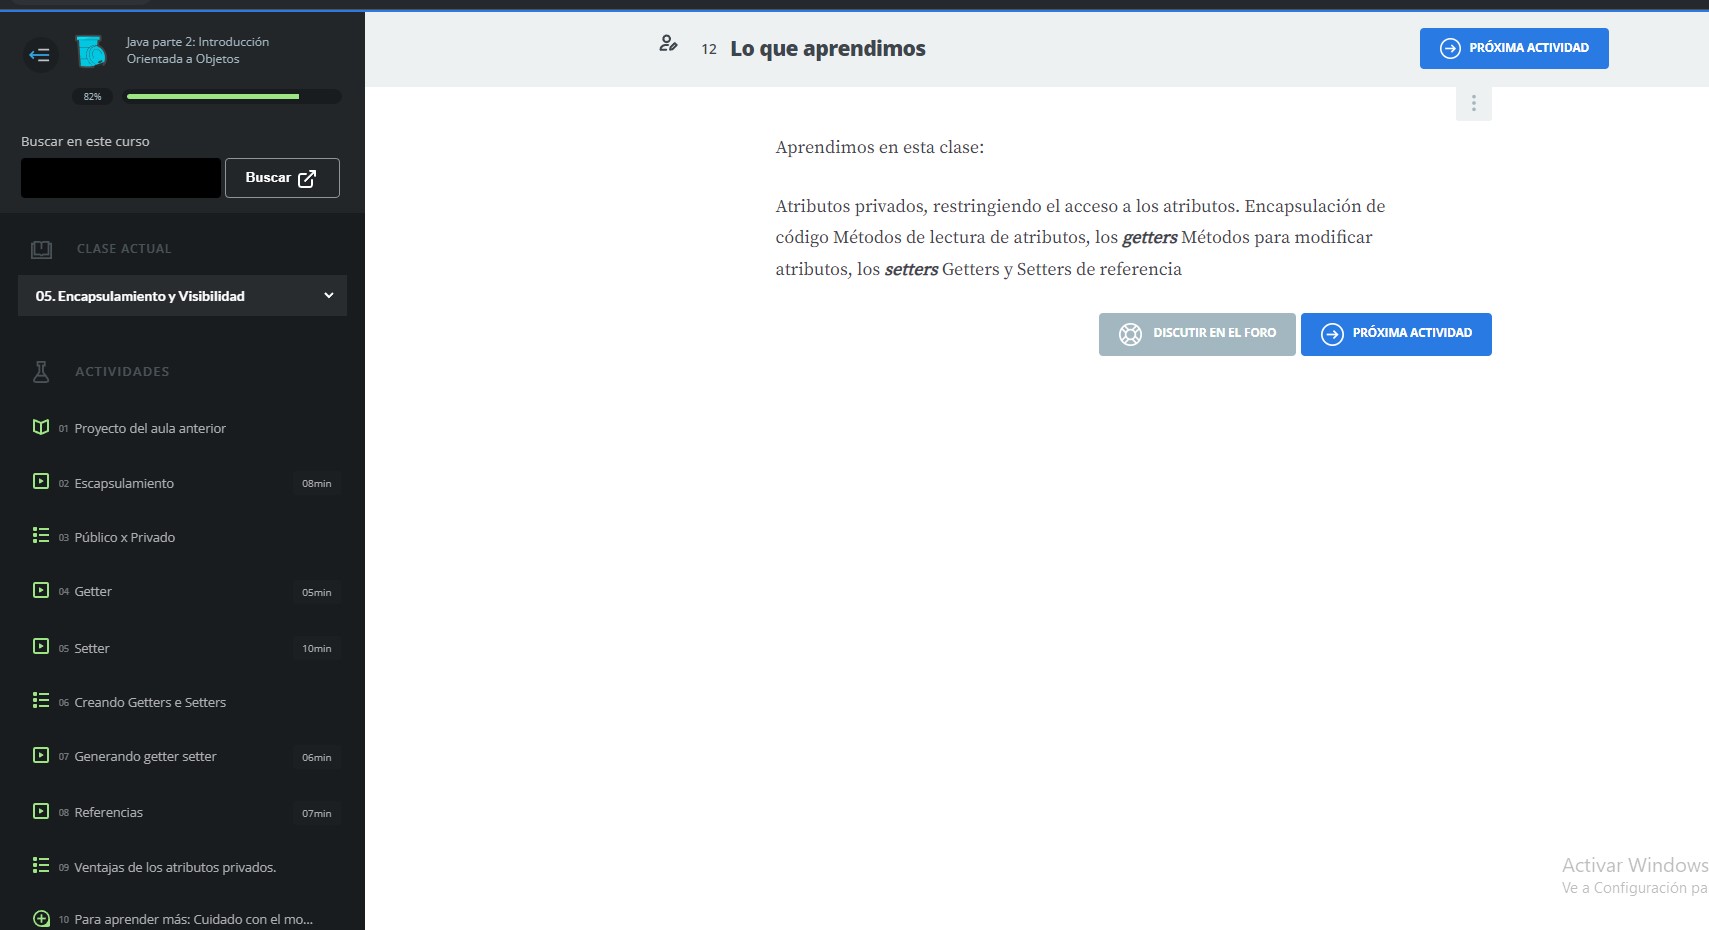 Java parte 2: Introducción
Orientada a Objetos
82%
Buscar en este curso
Buscar
CLASE ACTUAL
05. Encapsulamiento y Visibilidad
ACTIVIDADES
01 Proyecto del aula anterior
02 Escapsulamiento 08min
03 Público x Privado
04 Getter 05min
05 Setter 10min
06 Creando Getters e Setters
07 Generando getter setter 06min
08 Referencias 07min
09 Ventajas de los atributos privados.
10 Para aprender más: Cuidado con el mo...
12 Lo que aprendimos
PRÓXIMA ACTIVIDAD
Aprendimos en esta clase:
Atributos privados, restringiendo el acceso a los atributos. Encapsulación de
código Métodos de lectura de atributos, los getters Métodos para modificar
atributos, los setters Getters y Setters de referencia
DISCUTIR EN EL FORO
PRÓXIMA ACTIVIDAD
Activar Windows
Ve a Configuración pa